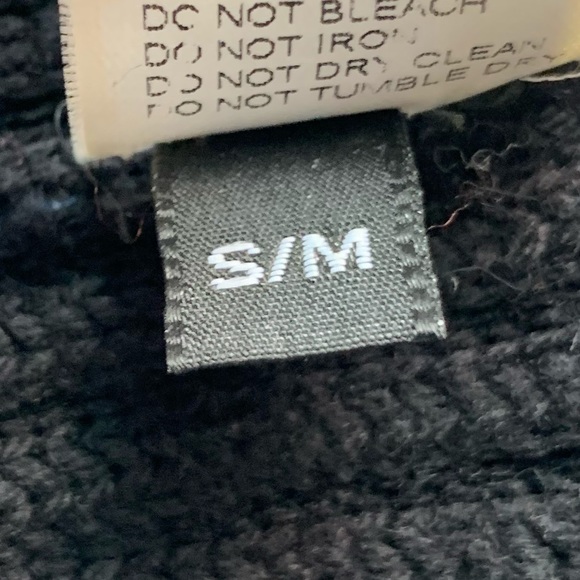 DO NOT BLEACH
DO NOT IRON
DO NOT DRY CLEAN
DO NOT TUMBLE DRY
S/M